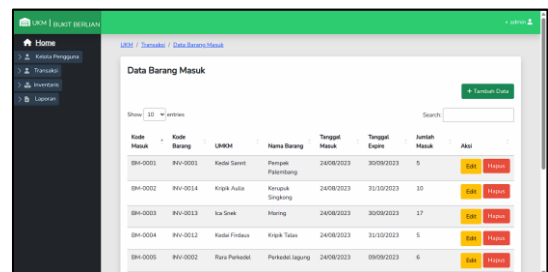 UKM | BUKIT BERLIAN
admin
Home
Kelola Pengguna
Transaksi
Inventaris
Laporan
UKM / Transaksi / Data Barang Masuk
Data Barang Masuk
+ Tambah Data
Show 10 entries
Search:
Kode Masuk Kode Barang UMKM Nama Barang Tanggal Masuk Tanggal Expire Jumlah Masuk Aksi
BM-0001 INV-0001 Kedai Sannt Pempek Palembang 24/08/2023 30/09/2023 5 Edit Hapus
BM-0002 INV-0014 Kripik Aulia Kerupuk Singkong 24/08/2023 31/10/2023 10 Edit Hapus
BM-0003 INV-0013 Ica Snek Moring 24/08/2023 30/09/2023 17 Edit Hapus
BM-0004 INV-0012 Kedai Firdaus Kripik Talas 24/08/2023 31/10/2023 5 Edit Hapus
BM-0005 INV-0002 Rara Perkedel Perkedel Jagung 24/08/2023 09/09/2023 6 Edit Hapus